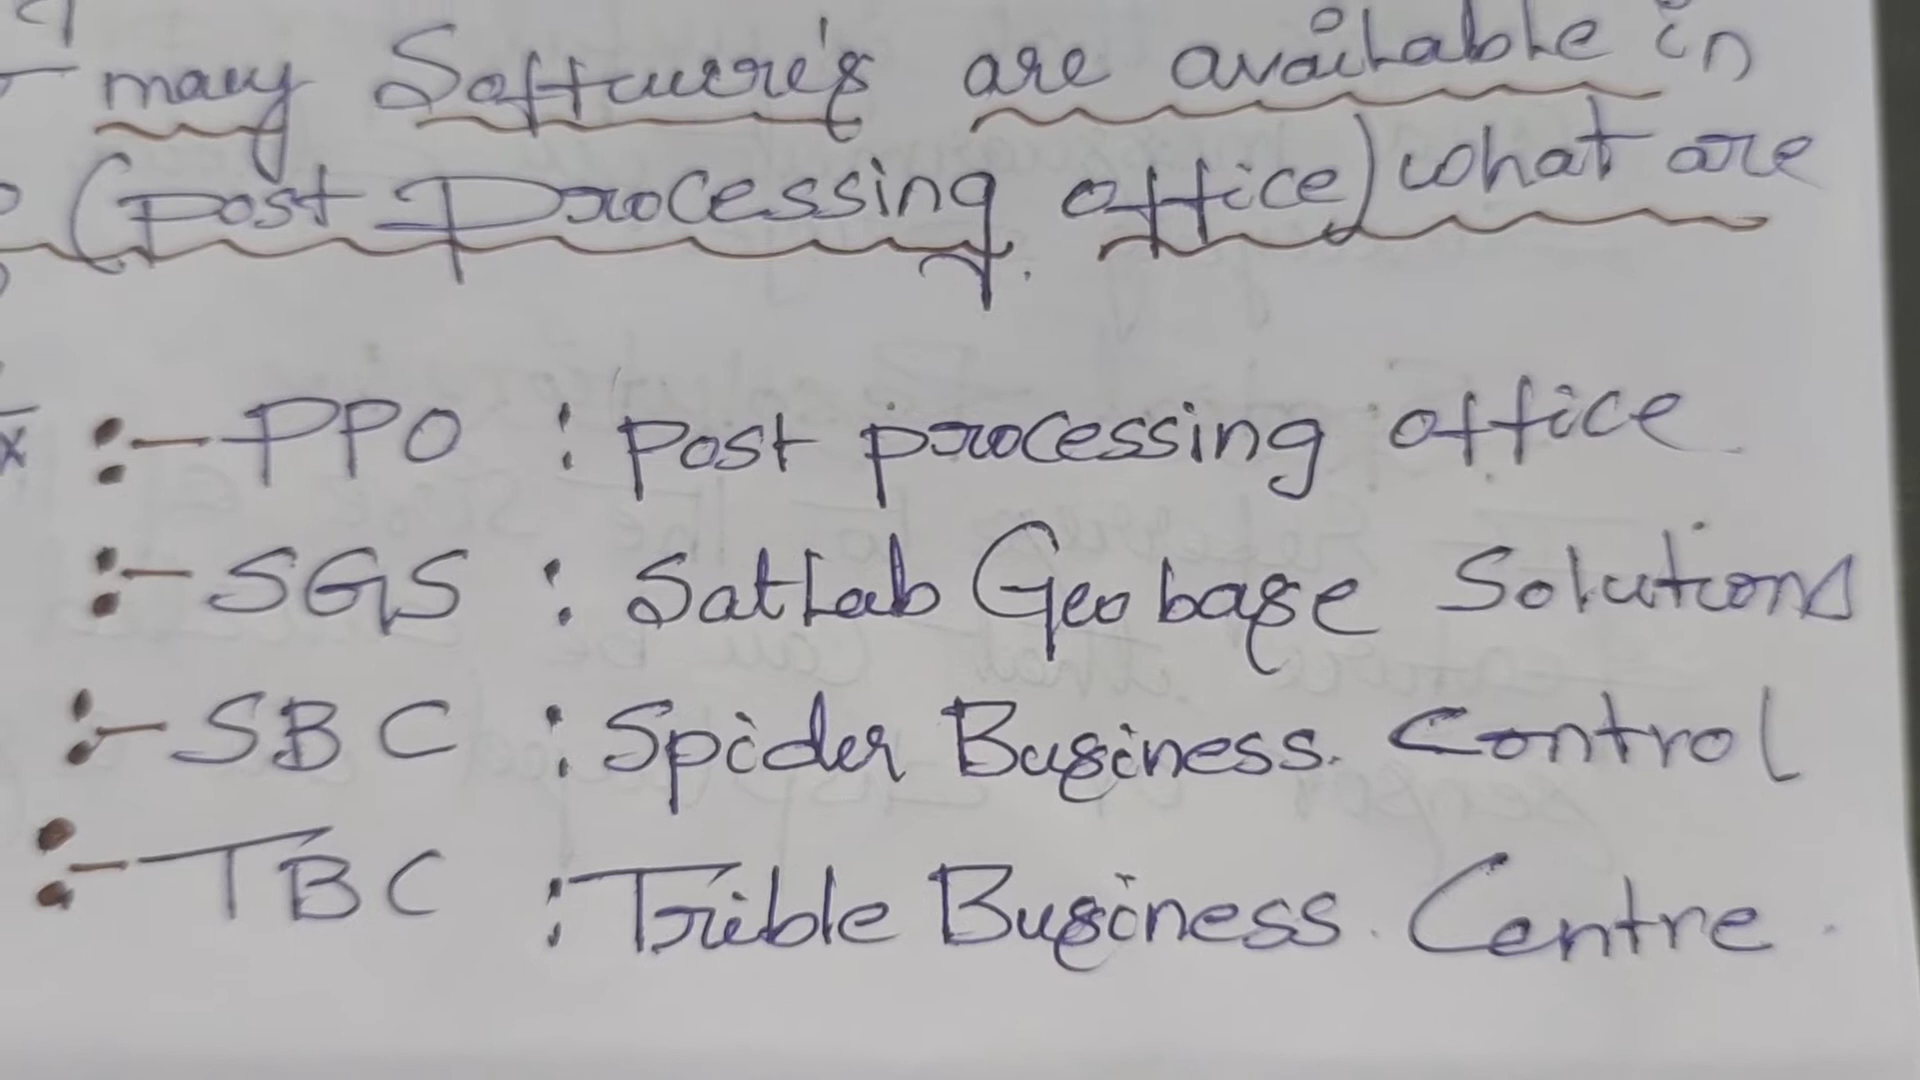 many Software's are available in
(Post Processing office) what are
:- PPO : Post processing office
:- SGS : SatLab Geobase Solutions
:- SBC : Spider Business Control
:- TBC : Trible Business Centre.